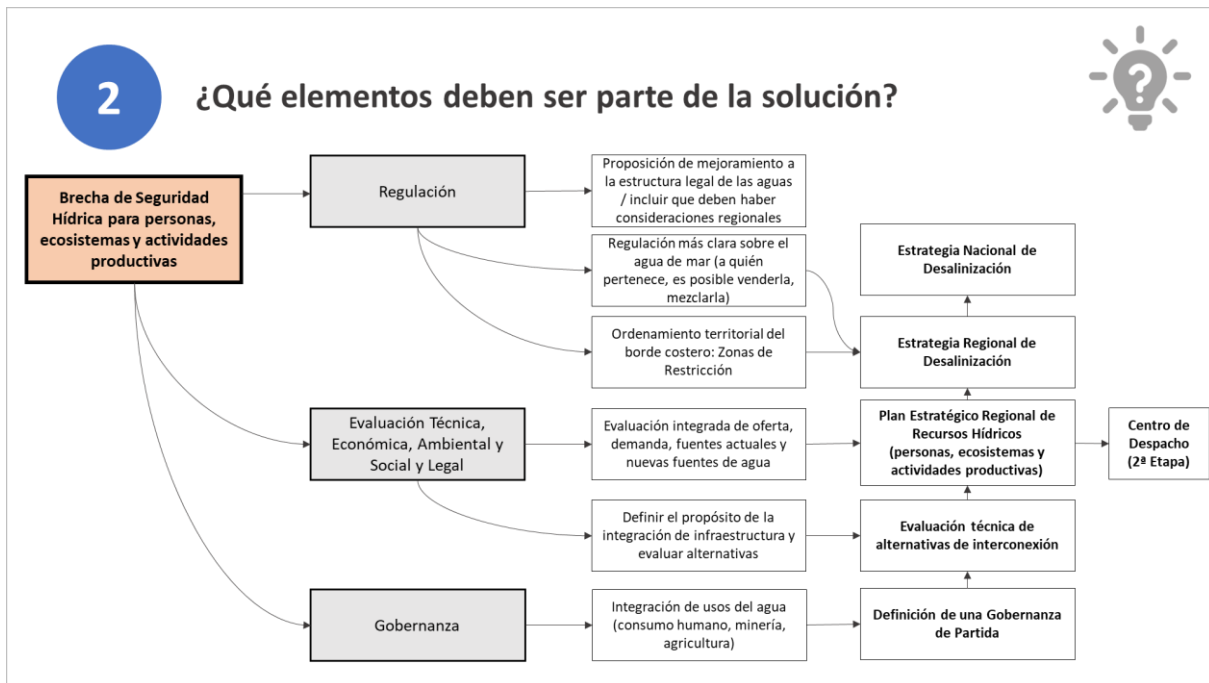 2
¿Qué elementos deben ser parte de la solución?
?
Brecha de Seguridad
Hídrica para personas,
ecosistemas y actividades
productivas
Regulación
Proposición de mejoramiento a
la estructura legal de las aguas
/ incluir que deben haber
consideraciones regionales
Regulación más clara sobre el
agua de mar (a quién
pertenece, es posible venderla,
mezclarla)
Estrategia Nacional de
Desalinización
Ordenamiento territorial del
borde costero: Zonas de
Restricción
Estrategia Regional de
Desalinización
Evaluación Técnica,
Económica, Ambiental y
Social y Legal
Evaluación integrada de oferta,
demanda, fuentes actuales y
nuevas fuentes de agua
Plan Estratégico Regional de
Recursos Hídricos
(personas, ecosistemas y
actividades productivas)
Centro de
Despacho
(2ª Etapa)
Definir el propósito de la
integración de infraestructura y
evaluar alternativas
Evaluación técnica de
alternativas de interconexión
Gobernanza
Integración de usos del agua
(consumo humano, minería,
agricultura)
Definición de una Gobernanza
de Partida